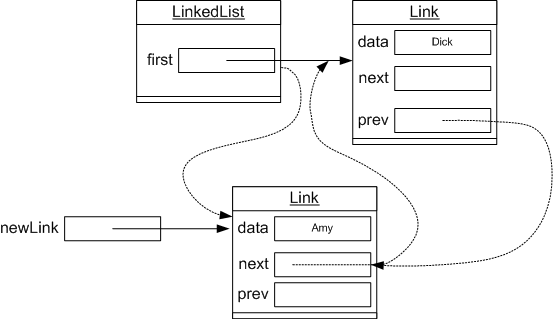 LinkedList
first
Link
data
Dick
next
prev
newLink
Link
data
Amy
next
prev